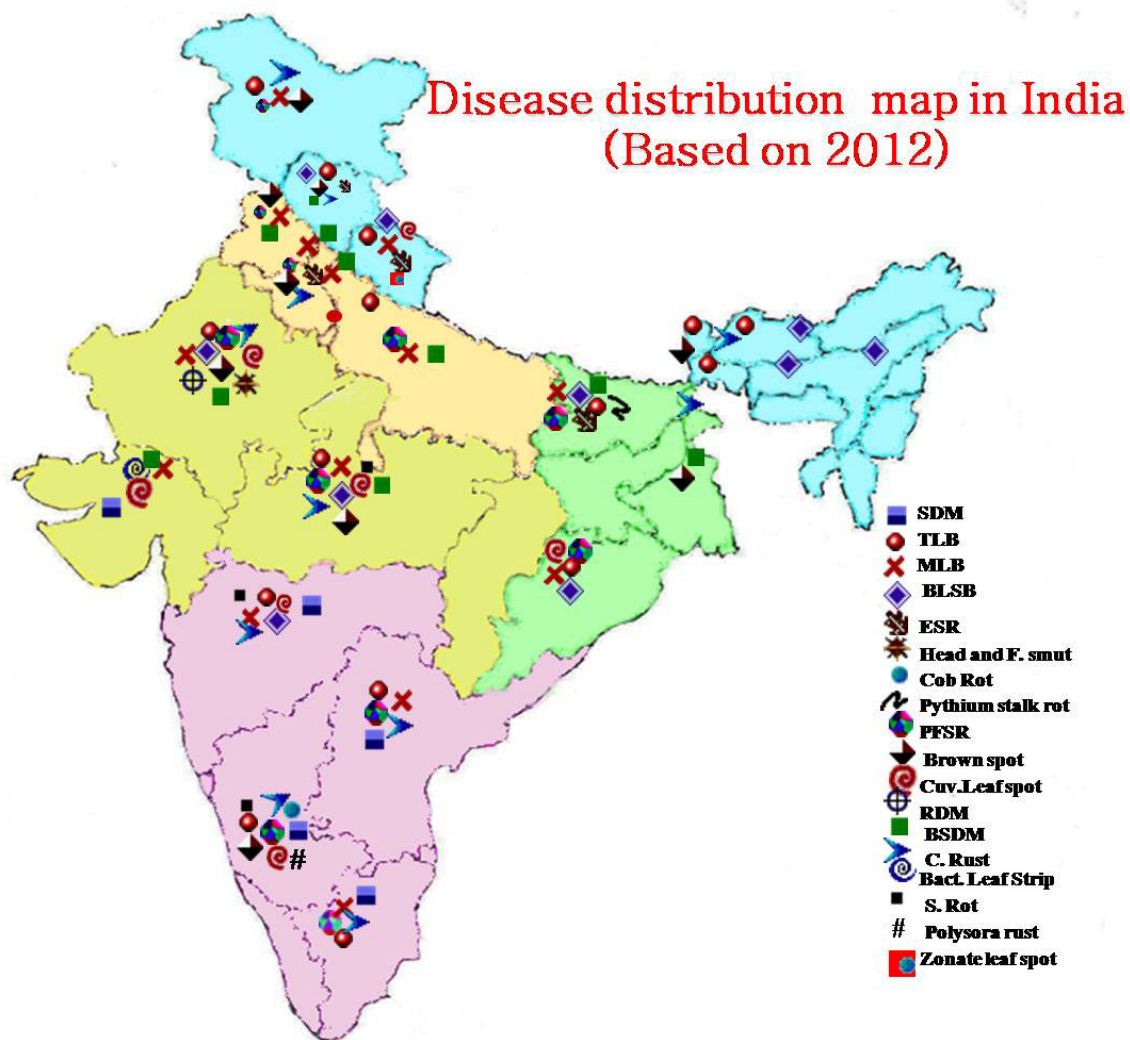 Disease distribution map in India
(Based on 2012)
SDM
TLB
MLB
BLSB
ESR
Head and F. smut
Cob Rot
Pythium stalk rot
PFSR
Brown spot
Cuv.Leaf spot
RDM
BSDM
C. Rust
Bact. Leaf Strip
S. Rot
# Polysora rust
Zonate leaf spot
#